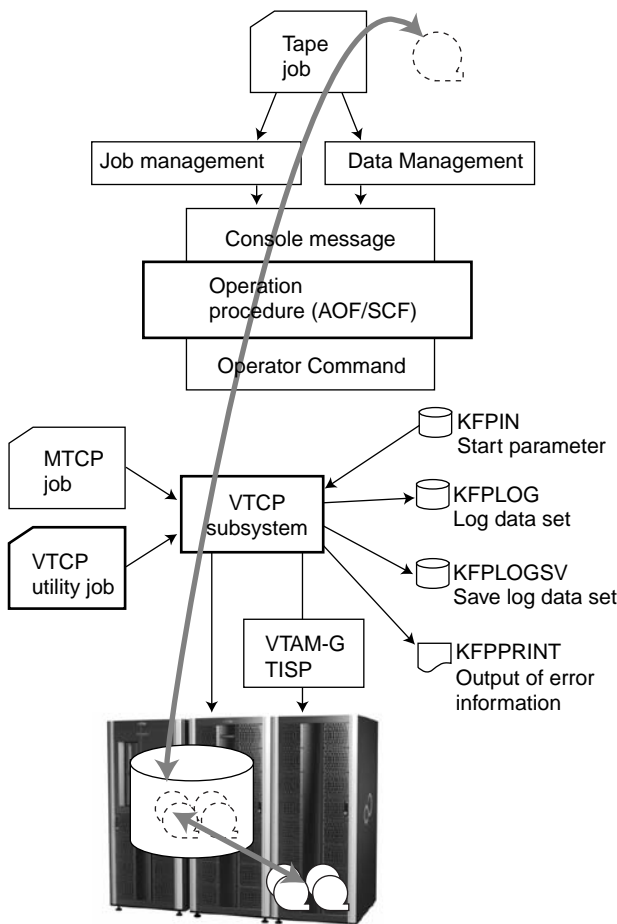 Tape
job
Job management
Data Management
Console message
Operation
procedure (AOF/SCF)
Operator Command
KFPIN
Start parameter
MTCP
job
VTCP
subsystem
KFPLOG
Log data set
VTCP
utility job
KFPLOGSV
Save log data set
VTAM-G
TISP
KFPPRINT
Output of error
information